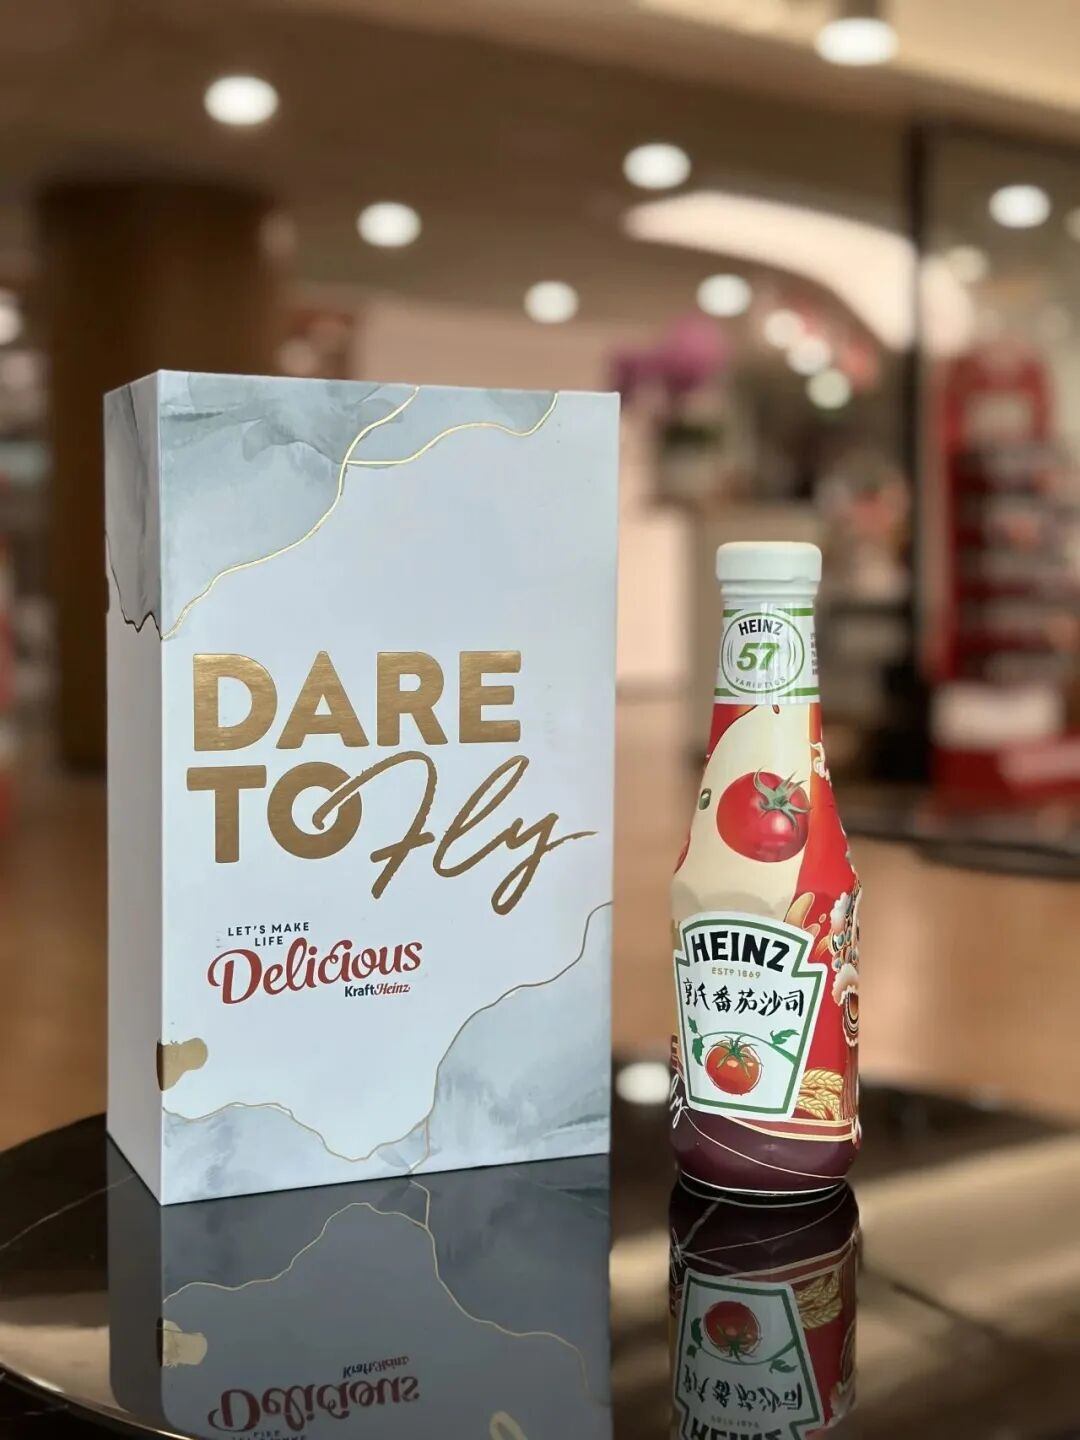 DARE
TO Fly
LET'S MAKE
LIFE
Delicious
KraftHeinz
HEINZ
57
VARIETIES
HEINZ
ESTD 1869
亨氏番茄沙司